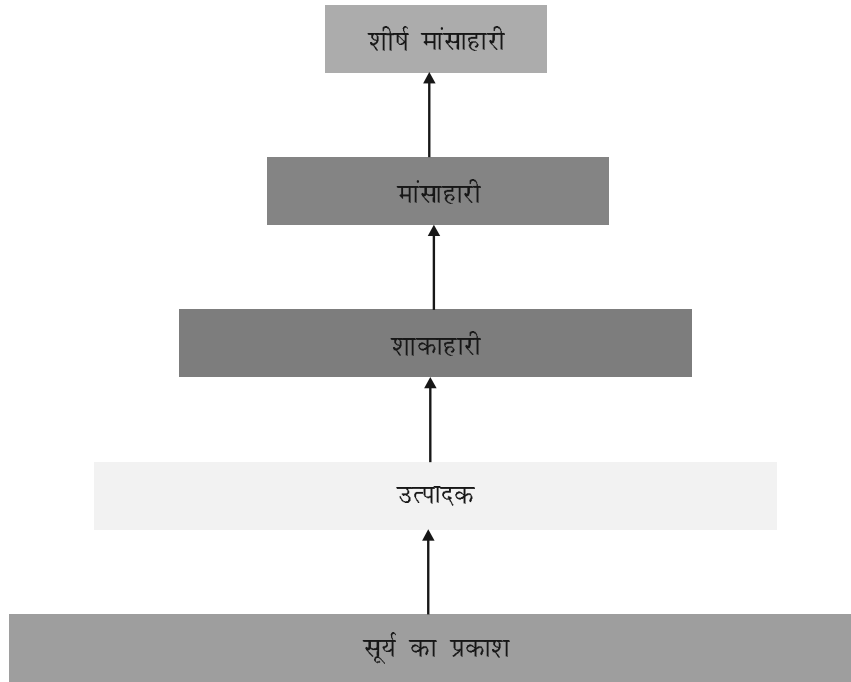 शीर्ष मांसाहारी
मांसाहारी
शाकाहारी
उत्पादक
सूर्य का प्रकाश